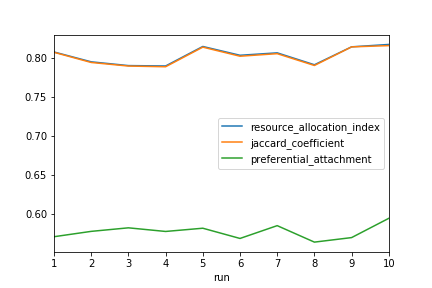 0.80
0.75
0.70
0.65
0.60
resource_allocation_index
jaccard_coefficient
preferential_attachment
1 2 3 4 5 6 7 8 9 10
run